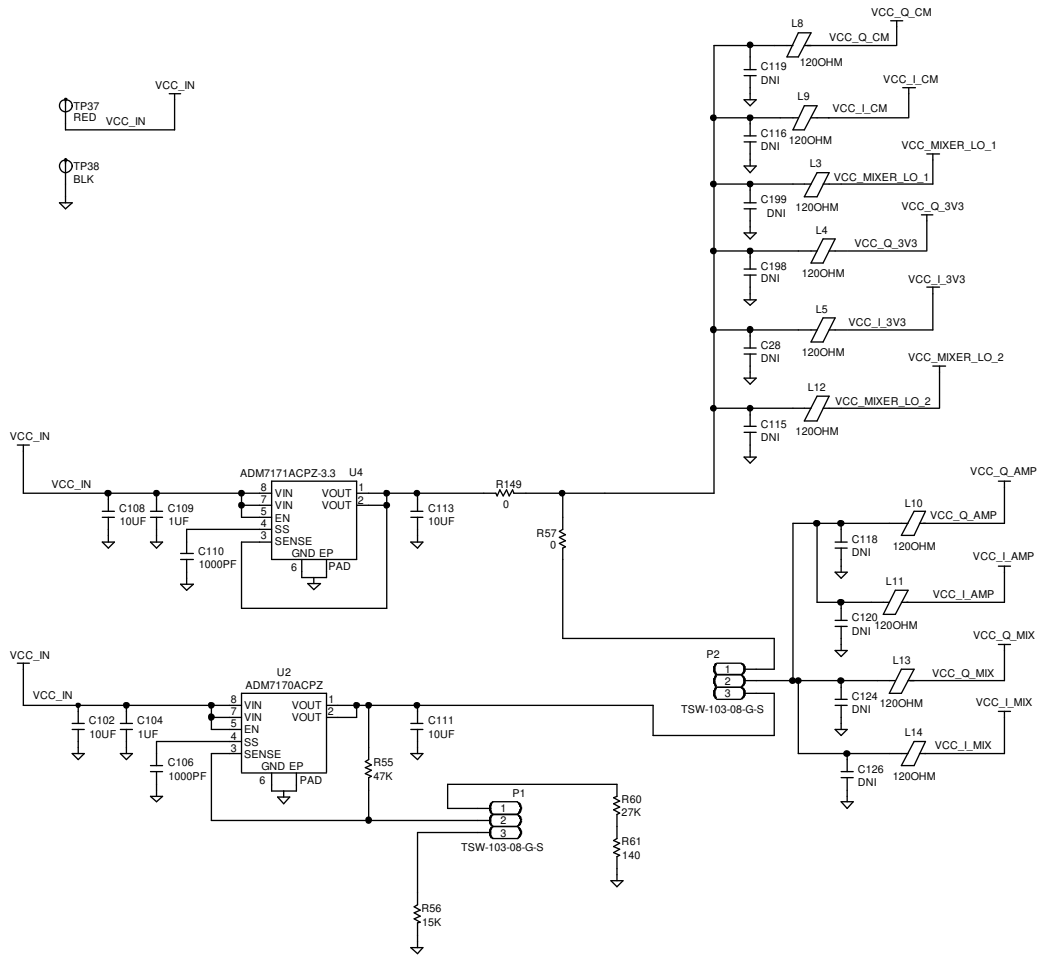 VCC_Q_CM
L8
VCC_Q_CM
120OHM
C119
DNI
VCC_I_CM
L9
VCC_I_CM
120OHM
C116
DNI
VCC_MIXER_LO_1
L3
VCC_MIXER_LO_1
120OHM
C199
DNI
VCC_Q_3V3
L4
VCC_Q_3V3
120OHM
C198
DNI
VCC_I_3V3
L5
VCC_I_3V3
120OHM
C28
DNI
VCC_MIXER_LO_2
L12
VCC_MIXER_LO_2
120OHM
C115
DNI
VCC_IN
TP37
RED
VCC_IN
TP38
BLK
VCC_IN
VCC_IN
C108
10UF
C109
1UF
C110
1000PF
ADM7171ACPZ-3.3
U4
8 VIN
7 VIN
5 EN
4 SS
3 SENSE
VOUT 1
VOUT 2
GND EP
6 PAD
C113
10UF
R149
0
R57
0
VCC_Q_AMP
L10
VCC_Q_AMP
120OHM
C118
DNI
VCC_I_AMP
L11
VCC_I_AMP
120OHM
C120
DNI
VCC_Q_MIX
L13
VCC_Q_MIX
120OHM
C124
DNI
VCC_I_MIX
L14
VCC_I_MIX
120OHM
C126
DNI
P2
1
2
3
TSW-103-08-G-S
VCC_IN
VCC_IN
C102
10UF
C104
1UF
C106
1000PF
U2
ADM7170ACPZ
8 VIN
7 VIN
5 EN
4 SS
3 SENSE
VOUT 1
VOUT 2
GND EP
6 PAD
R55
47K
C111
10UF
P1
1
2
3
TSW-103-08-G-S
R60
27K
R61
140
R56
15K